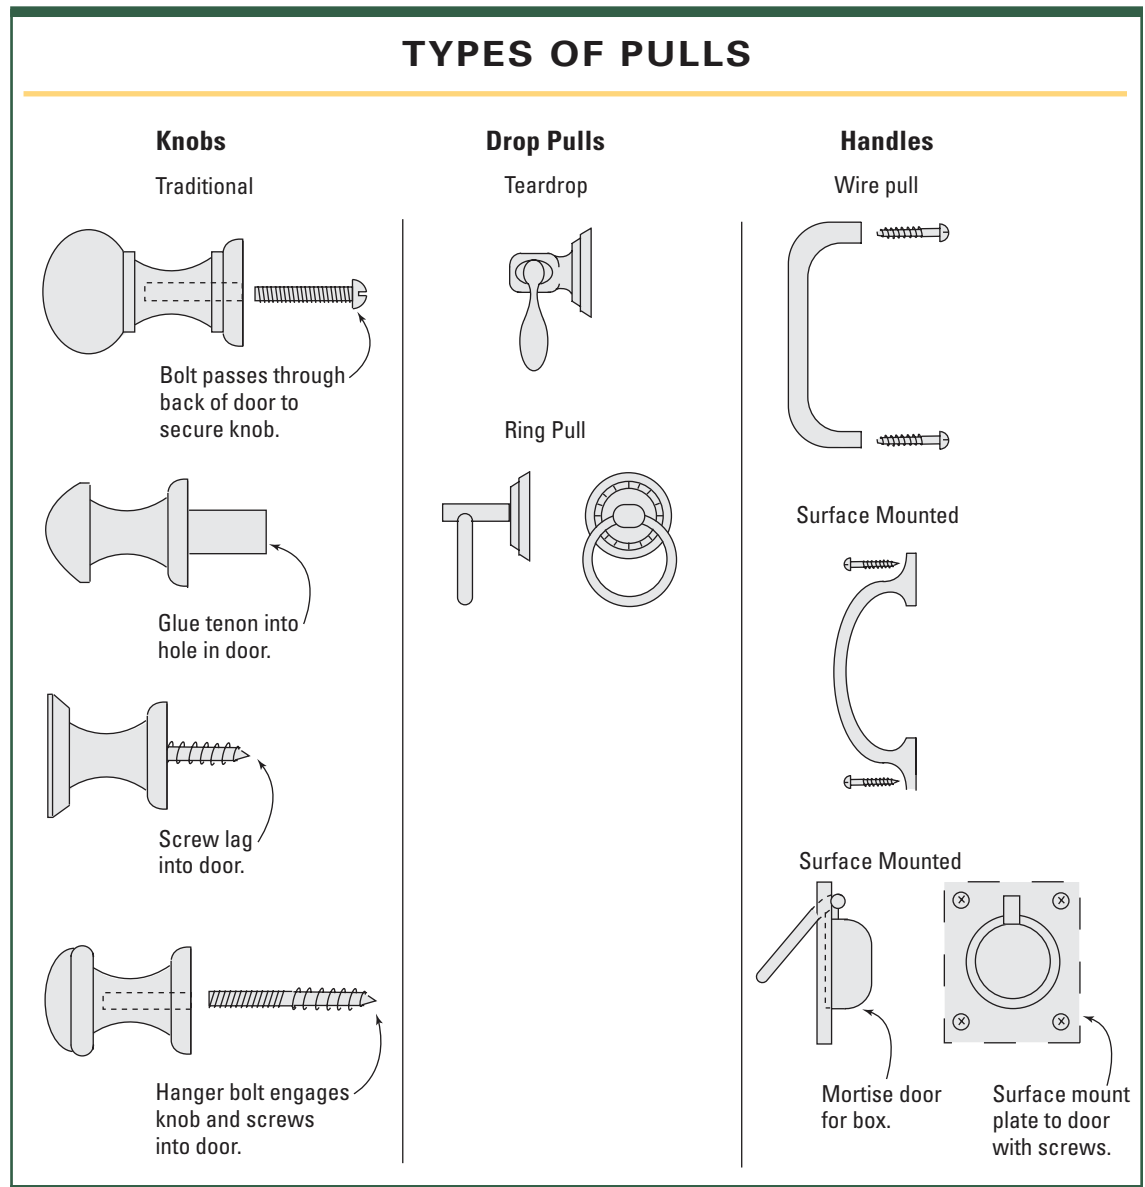 TYPES OF PULLS
Knobs
Traditional
Bolt passes through
back of door to
secure knob.
Glue tenon into
hole in door.
Screw lag
into door.
Hanger bolt engages
knob and screws
into door.
Drop Pulls
Teardrop
Ring Pull
Handles
Wire pull
Surface Mounted
Surface Mounted
Mortise door
for box.
Surface mount
plate to door
with screws.